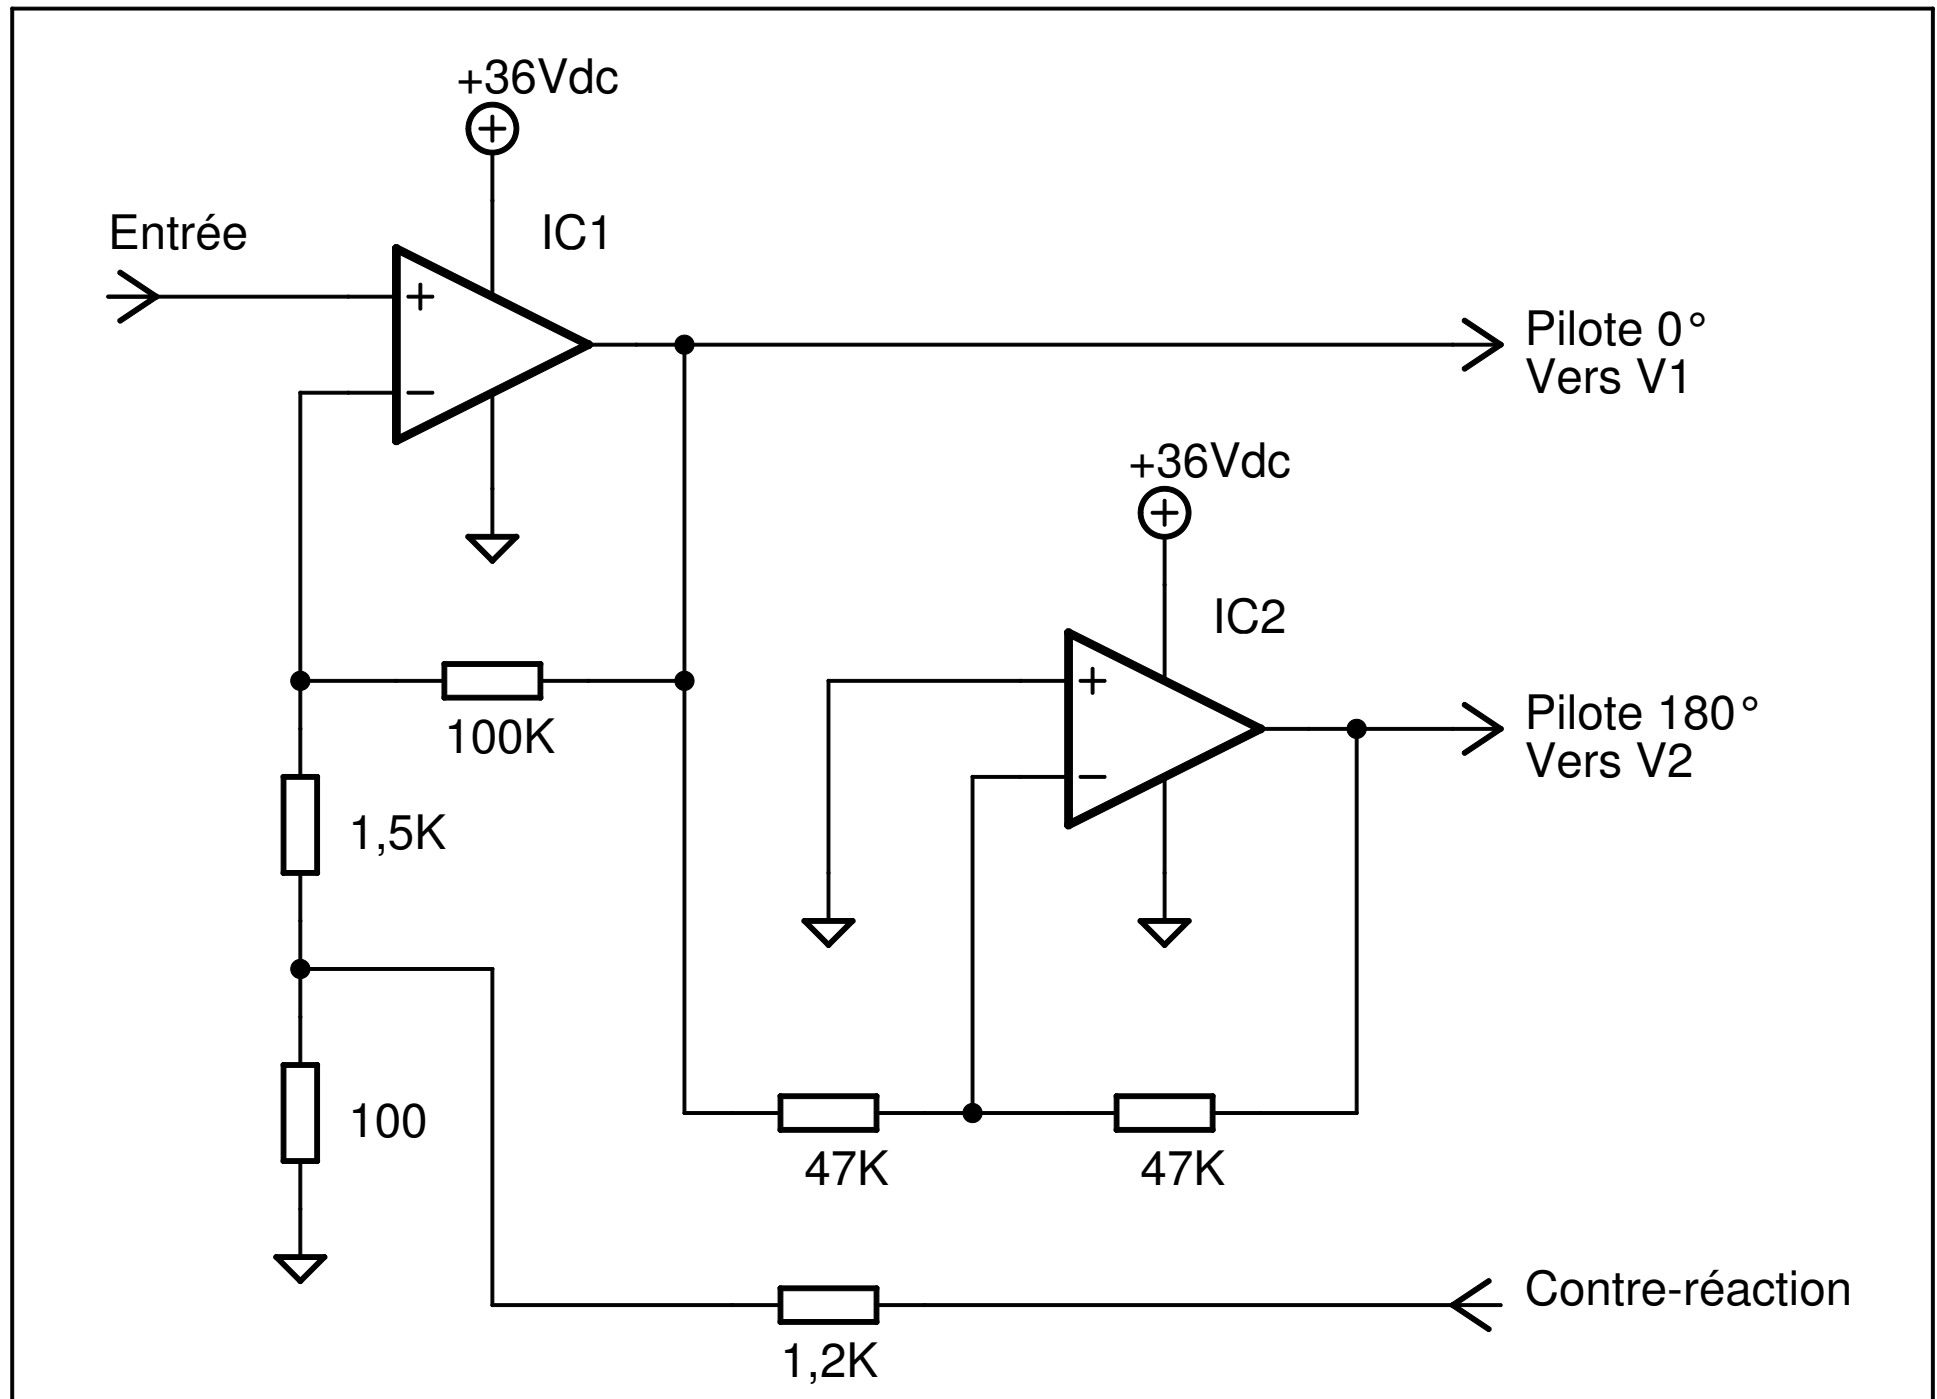 +36Vdc
Entrée
IC1
Pilote 0°
Vers V1
+36Vdc
IC2
100K
Pilote 180°
Vers V2
1,5K
100
47K
47K
Contre-réaction
1,2K